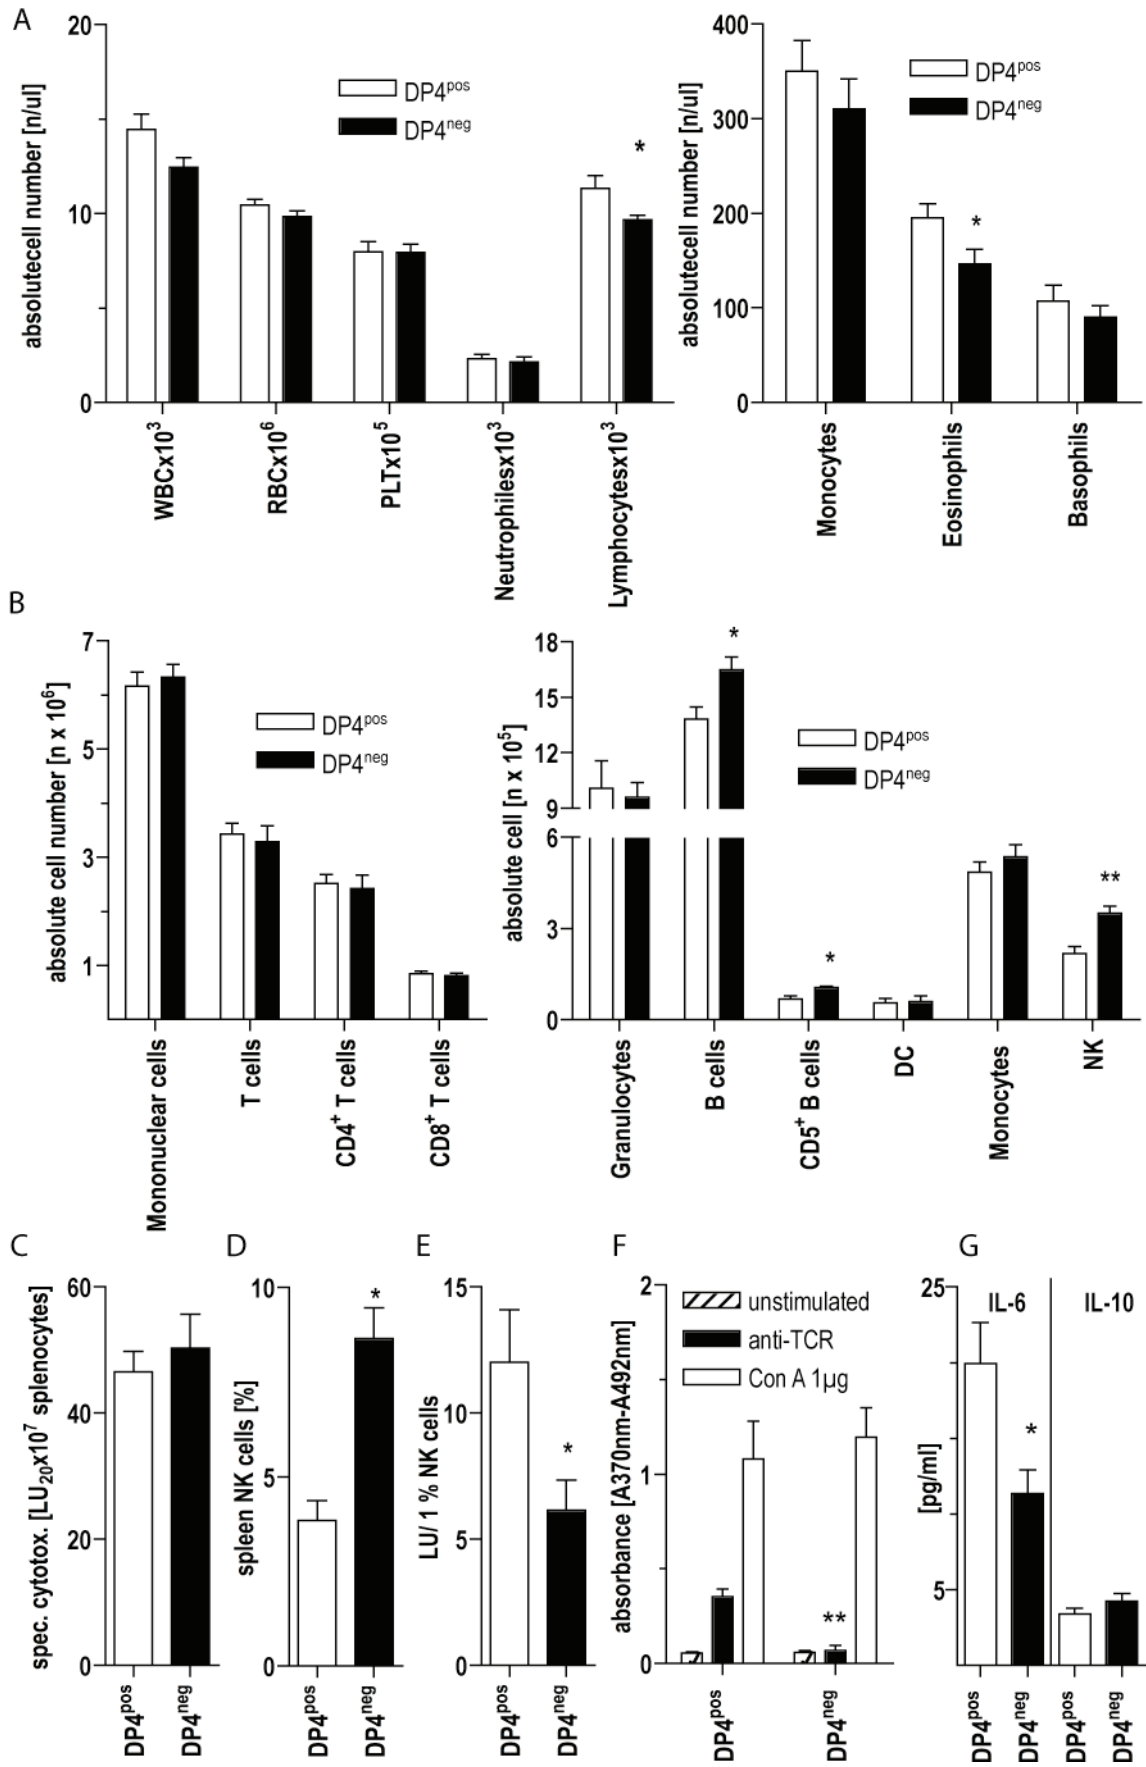 A
absolutecell number [n/ul]
20
10
0
DP4pos
DP4neg
*
WBCx10³
RBCx10⁶
PLTx10⁵
Neutrophilesx10³
Lymphocytesx10³
absolutecell number [n/ul]
400
300
200
100
0
DP4pos
DP4neg
*
Monocytes
Eosinophils
Basophils
B
absolute cell number [n x 10⁶]
7
5
3
1
DP4pos
DP4neg
Mononuclear cells
T cells
CD4⁺ T cells
CD8⁺ T cells
absolute cell [n x 10⁵]
18
15
12
9
6
3
0
*
DP4pos
DP4neg
*
**
Granulocytes
B cells
CD5⁺ B cells
DC
Monocytes
NK
C
spec. cytotox. [LU₂₀x10⁷ splenocytes]
60
40
20
0
DP4pos
DP4neg
D
spleen NK cells [%]
10
5
0
*
DP4pos
DP4neg
E
LU/ 1 % NK cells
15
10
5
0
*
DP4pos
DP4neg
F
absorbance [A370nm-A492nm]
2
1
0
unstimulated
anti-TCR
Con A 1µg
**
DP4pos
DP4neg
G
[pg/ml]
25
5
IL-6
IL-10
*
DP4pos
DP4neg
DP4pos
DP4neg